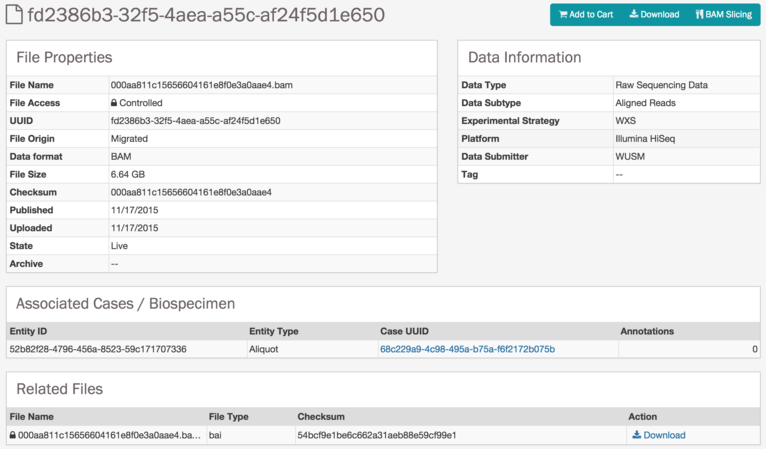 fd2386b3-32f5-4aea-a55c-af24f5d1e650
Add to Cart Download BAM Slicing
File Properties
File Name 000aa811c15656604161e8f0e3a0aae4.bam
File Access Controlled
UUID fd2386b3-32f5-4aea-a55c-af24f5d1e650
File Origin Migrated
Data format BAM
File Size 6.64 GB
Checksum 000aa811c15656604161e8f0e3a0aae4
Published 11/17/2015
Uploaded 11/17/2015
State Live
Archive --
Data Information
Data Type Raw Sequencing Data
Data Subtype Aligned Reads
Experimental Strategy WXS
Platform Illumina HiSeq
Data Submitter WUSM
Tag --
Associated Cases / Biospecimen
Entity ID Entity Type Case UUID Annotations
52b82f28-4796-456a-8523-59c171707336 Aliquot 68c229a9-4c98-495a-b75a-f6f2172b075b 0
Related Files
File Name File Type Checksum Action
000aa811c15656604161e8f0e3a0aae4.ba... bai 54bcf9e1be6c662a31aeb88e59cf99e1 Download